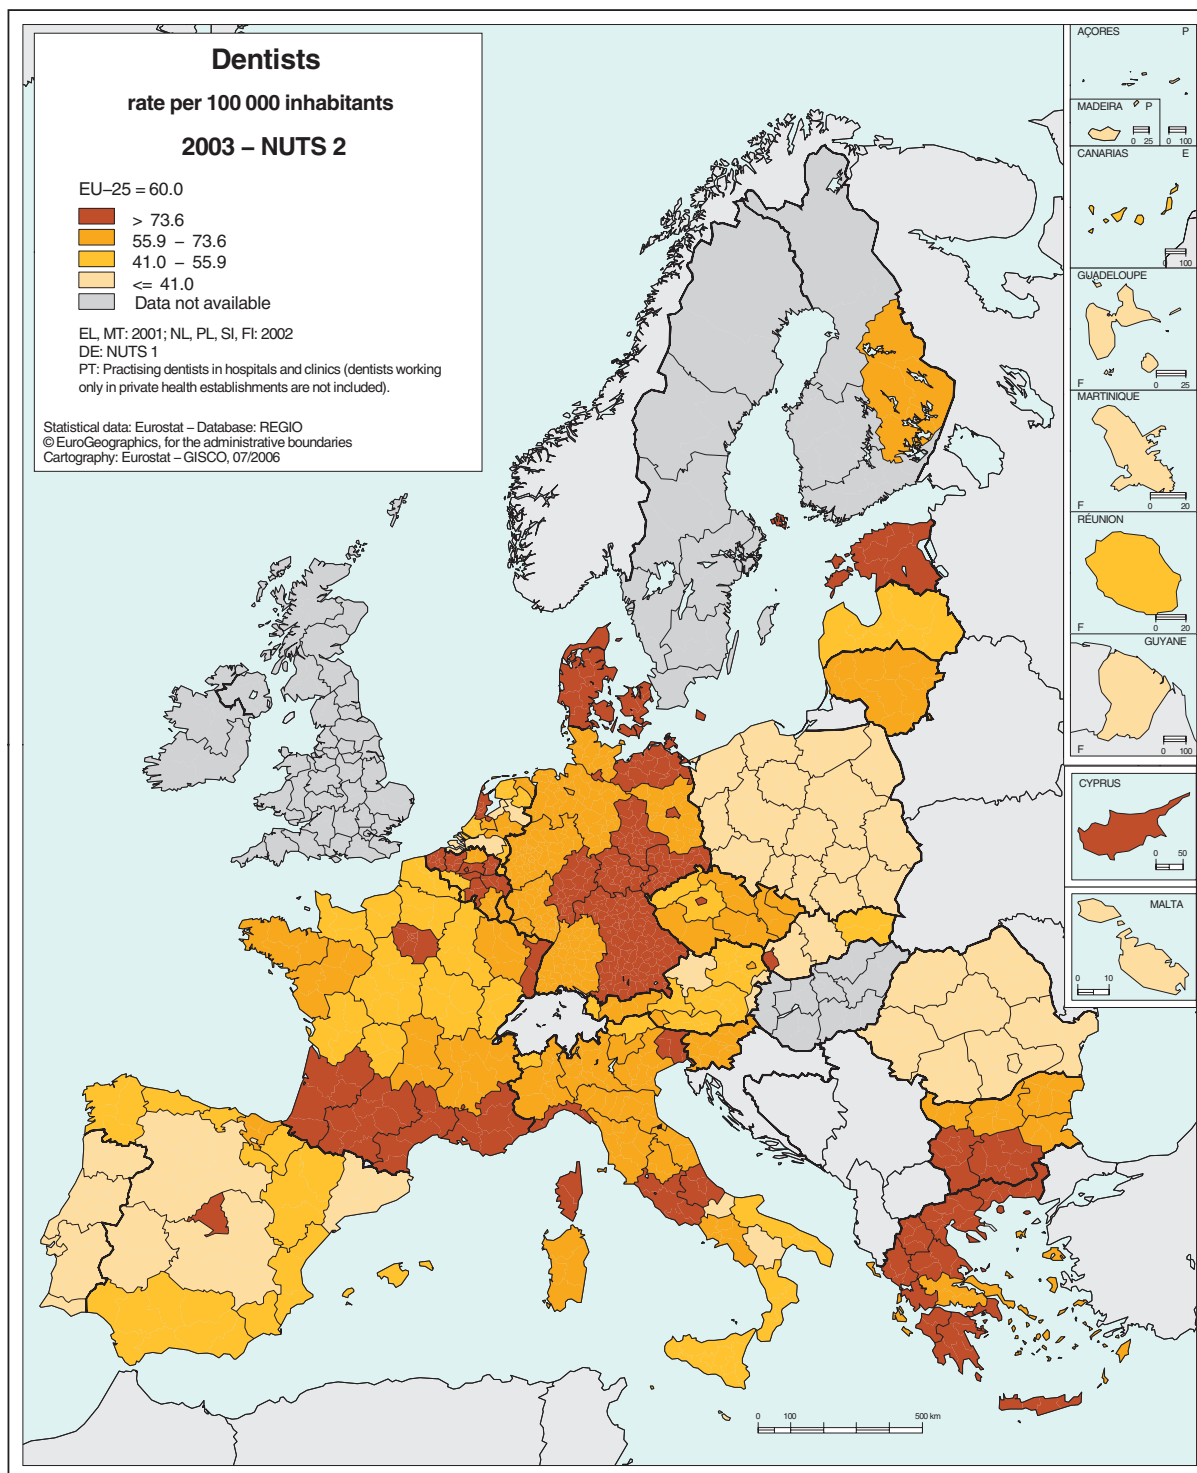 Dentists
rate per 100 000 inhabitants
2003 – NUTS 2
EU–25 = 60.0
> 73.6
55.9 – 73.6
41.0 – 55.9
<= 41.0
Data not available
EL, MT: 2001; NL, PL, SI, FI: 2002
DE: NUTS 1
PT: Practising dentists in hospitals and clinics (dentists working
only in private health establishments are not included).
Statistical data: Eurostat – Database: REGIO
© EuroGeographics, for the administrative boundaries
Cartography: Eurostat – GISCO, 07/2006
AÇORES P
MADEIRA P
0 25 0 100
CANARIAS E
0 100
GUADELOUPE
F 0 25
MARTINIQUE
F 0 20
RÉUNION
F 0 20
GUYANE
F 0 100
CYPRUS
0 50
MALTA
0 10
0 100 500 km